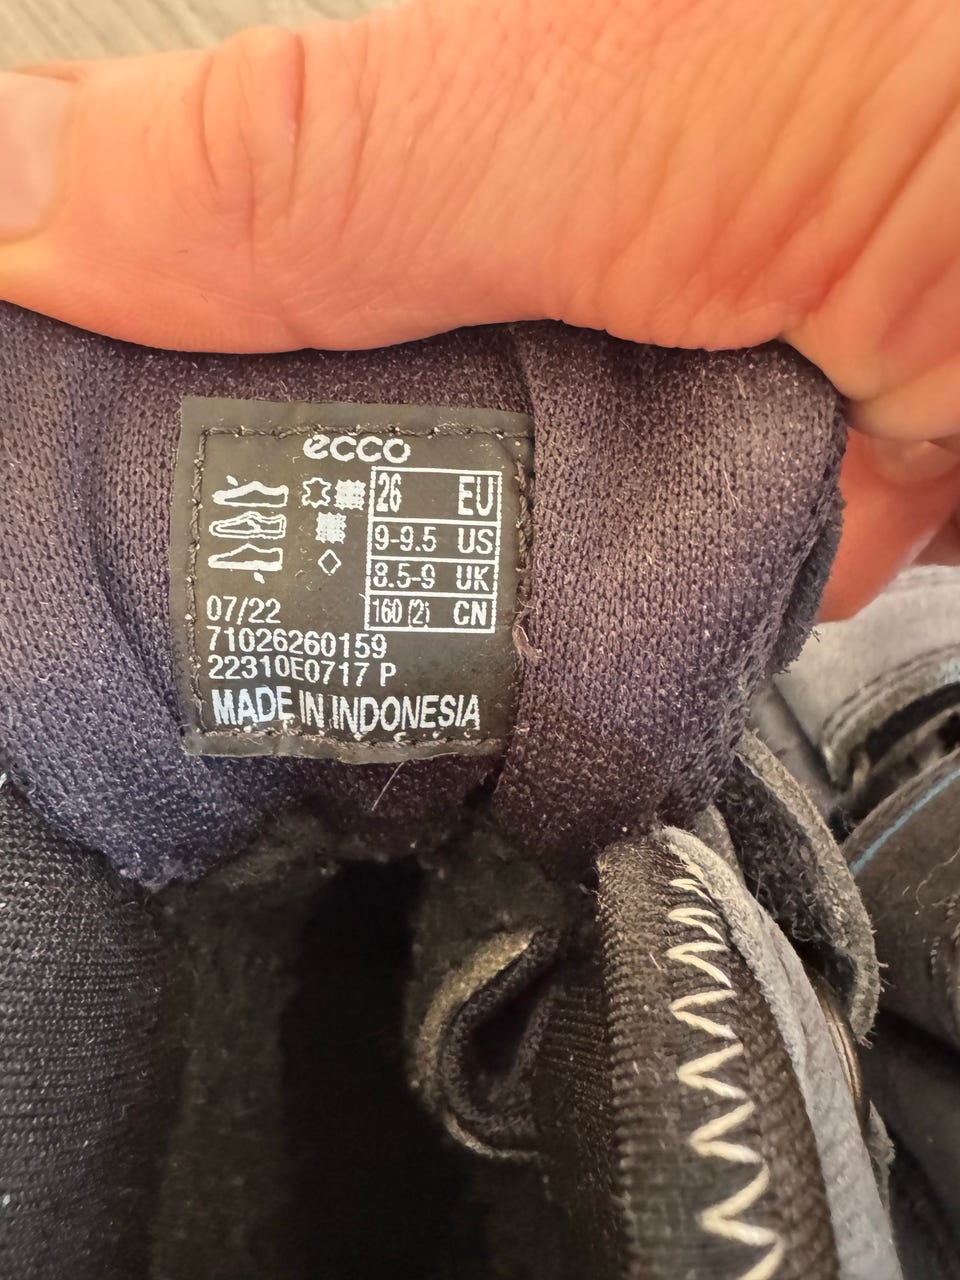 ecco
26 EU
9-9.5 US
8.5-9 UK
160 (2) CN
07/22
71026260159
22310E0717 P
MADE IN INDONESIA